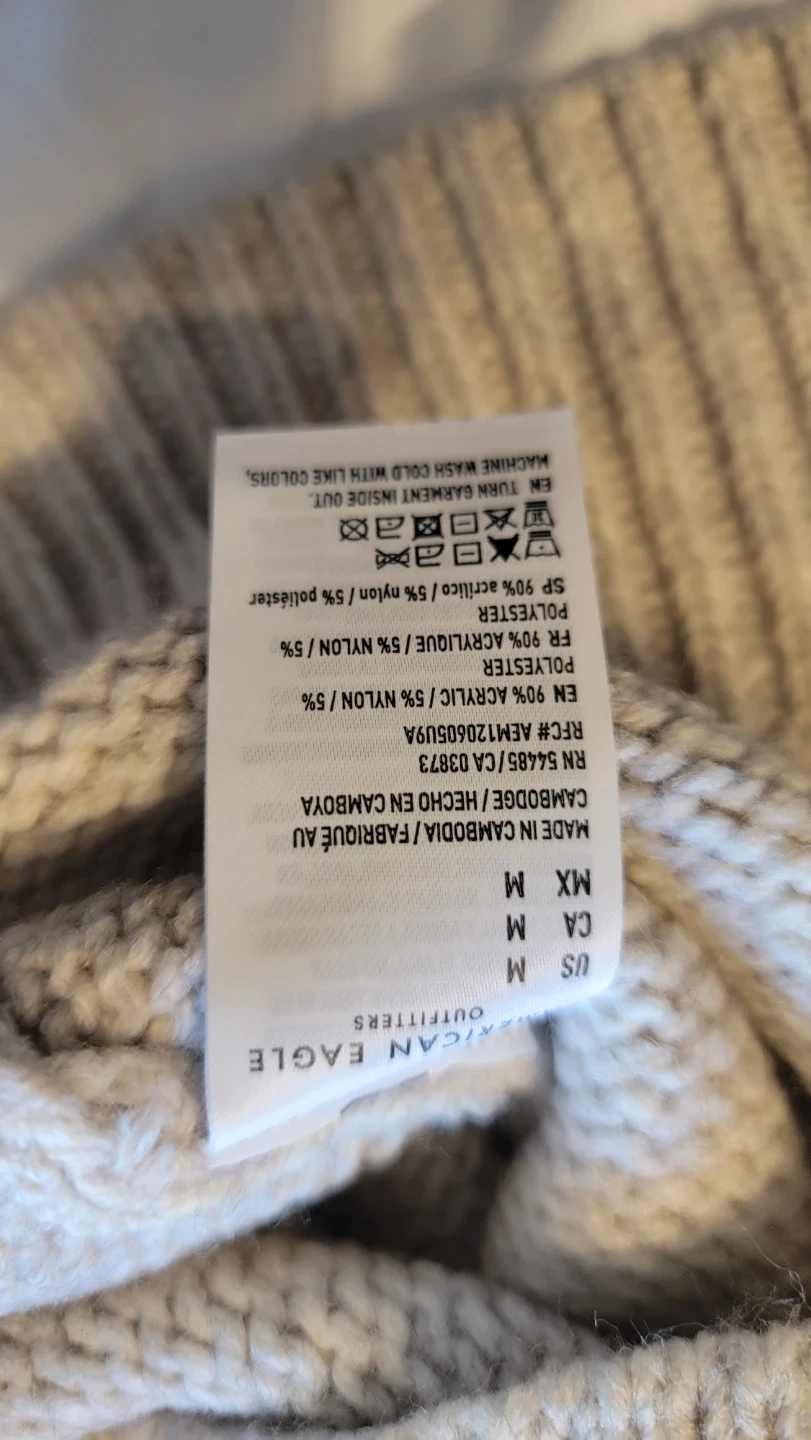 AMERICAN EAGLE
OUTFITTERS
US M
CA M
MX M
MADE IN CAMBODIA / FABRIQUÉ AU
CAMBODGE / HECHO EN CAMBOYA
RN 54485 / CA 03873
RFC# AEM120605U9A
EN 90% ACRYLIC / 5% NYLON / 5%
POLYESTER
FR 90% ACRYLIQUE / 5% NYLON / 5%
POLYESTER
SP 90% acrílico / 5% nylon / 5% poliéster
EN TURN GARMENT INSIDE OUT.
MACHINE WASH COLD WITH LIKE COLORS,